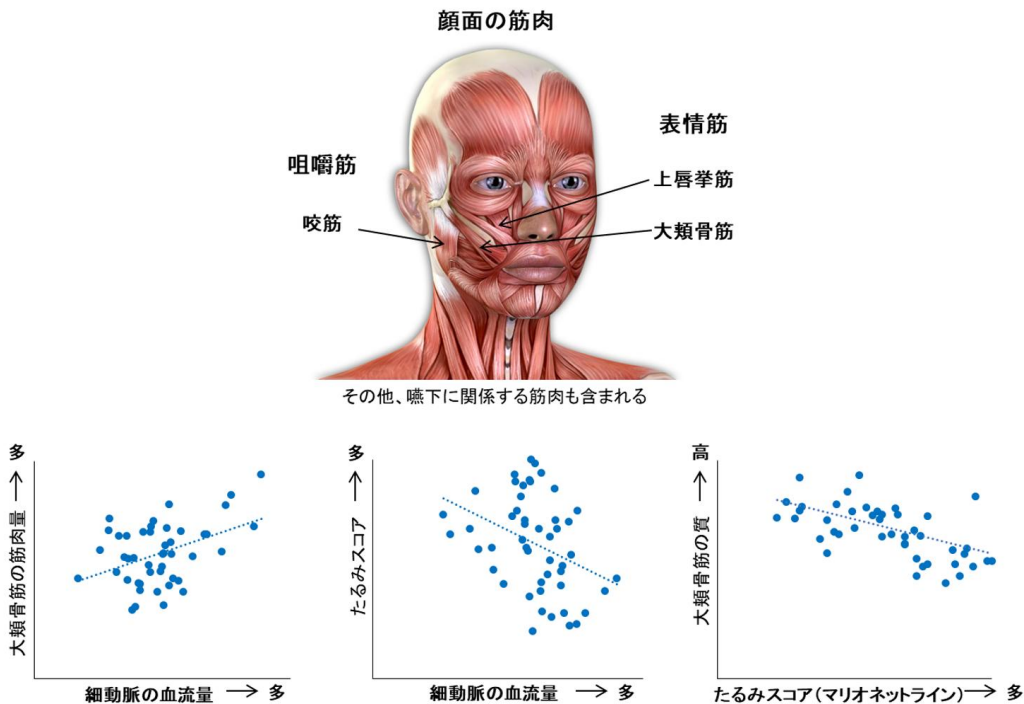 顔面の筋肉
表情筋
咀嚼筋
上唇挙筋
咬筋
大頬骨筋
その他、嚥下に関係する筋肉も含まれる
多
大頬骨筋の筋肉量
細動脈の血流量
多
多
たるみスコア
細動脈の血流量
多
高
大頬骨筋の質
たるみスコア(マリオネットライン)
多